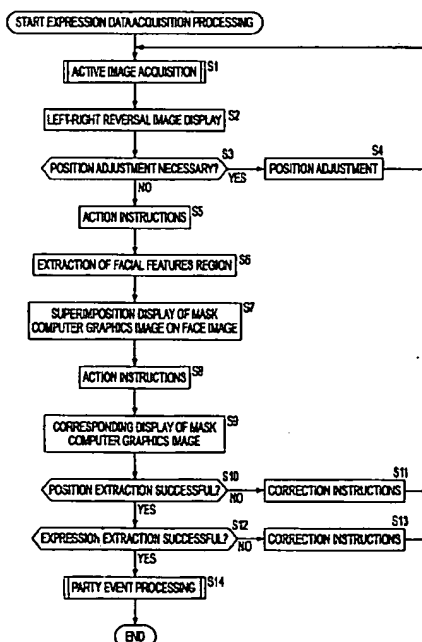 START EXPRESSION DATA ACQUISITION PROCESSING
ACTIVE IMAGE ACQUISITION
S1
LEFT-RIGHT REVERSAL IMAGE DISPLAY
S2
POSITION ADJUSTMENT NECESSARY?
S3
YES
NO
POSITION ADJUSTMENT
S4
ACTION INSTRUCTIONS
S5
EXTRACTION OF FACIAL FEATURES REGION
S6
SUPERIMPOSITION DISPLAY OF MASK
COMPUTER GRAPHICS IMAGE ON FACE IMAGE
S7
ACTION INSTRUCTIONS
S8
CORRESPONDING DISPLAY OF MASK
COMPUTER GRAPHICS IMAGE
S9
POSITION EXTRACTION SUCCESSFUL?
S10
NO
YES
CORRECTION INSTRUCTIONS
S11
EXPRESSION EXTRACTION SUCCESSFUL?
S12
NO
YES
CORRECTION INSTRUCTIONS
S13
PARTY EVENT PROCESSING
S14
END